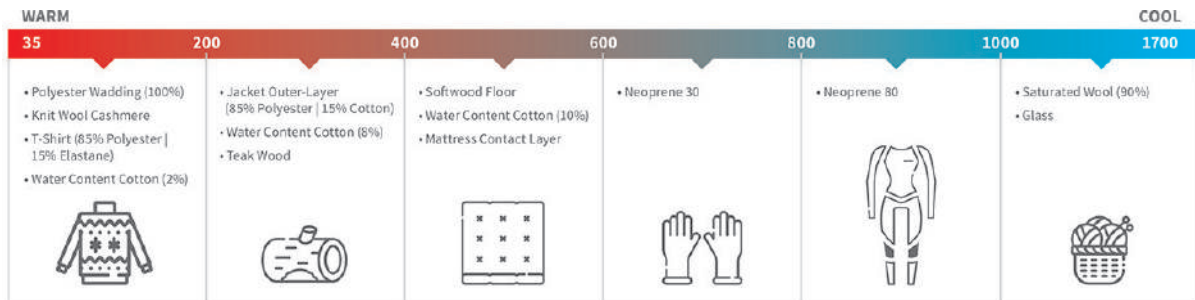 WARM
COOL
35 200 400 600 800 1000 1700
• Polyester Wadding (100%)
• Knit Wool Cashmere
• T-Shirt (85% Polyester |
15% Elastane)
• Water Content Cotton (2%)
• Jacket Outer-Layer
(85% Polyester | 15% Cotton)
• Water Content Cotton (8%)
• Teak Wood
• Softwood Floor
• Water Content Cotton (10%)
• Mattress Contact Layer
• Neoprene 30
• Neoprene 80
• Saturated Wool (90%)
• Glass